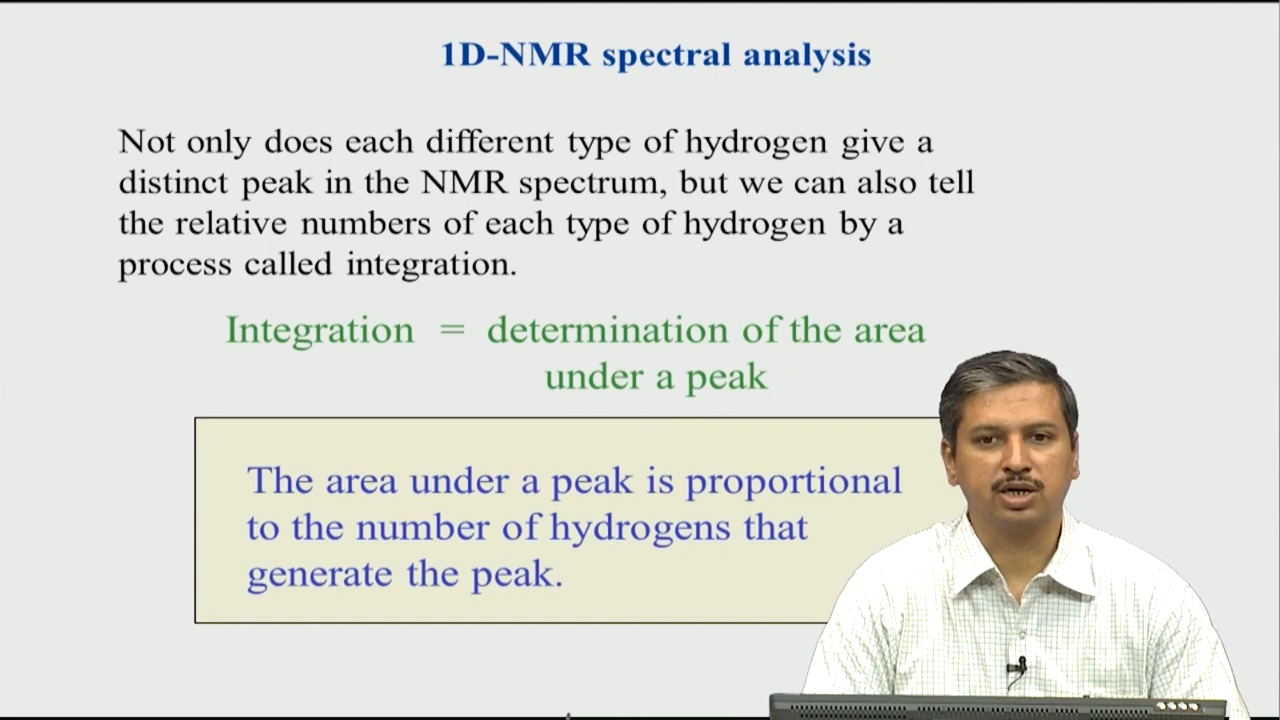 1D-NMR spectral analysis
Not only does each different type of hydrogen give a
distinct peak in the NMR spectrum, but we can also tell
the relative numbers of each type of hydrogen by a
process called integration.
Integration = determination of the area
under a peak
The area under a peak is proportional
to the number of hydrogens that
generate the peak.